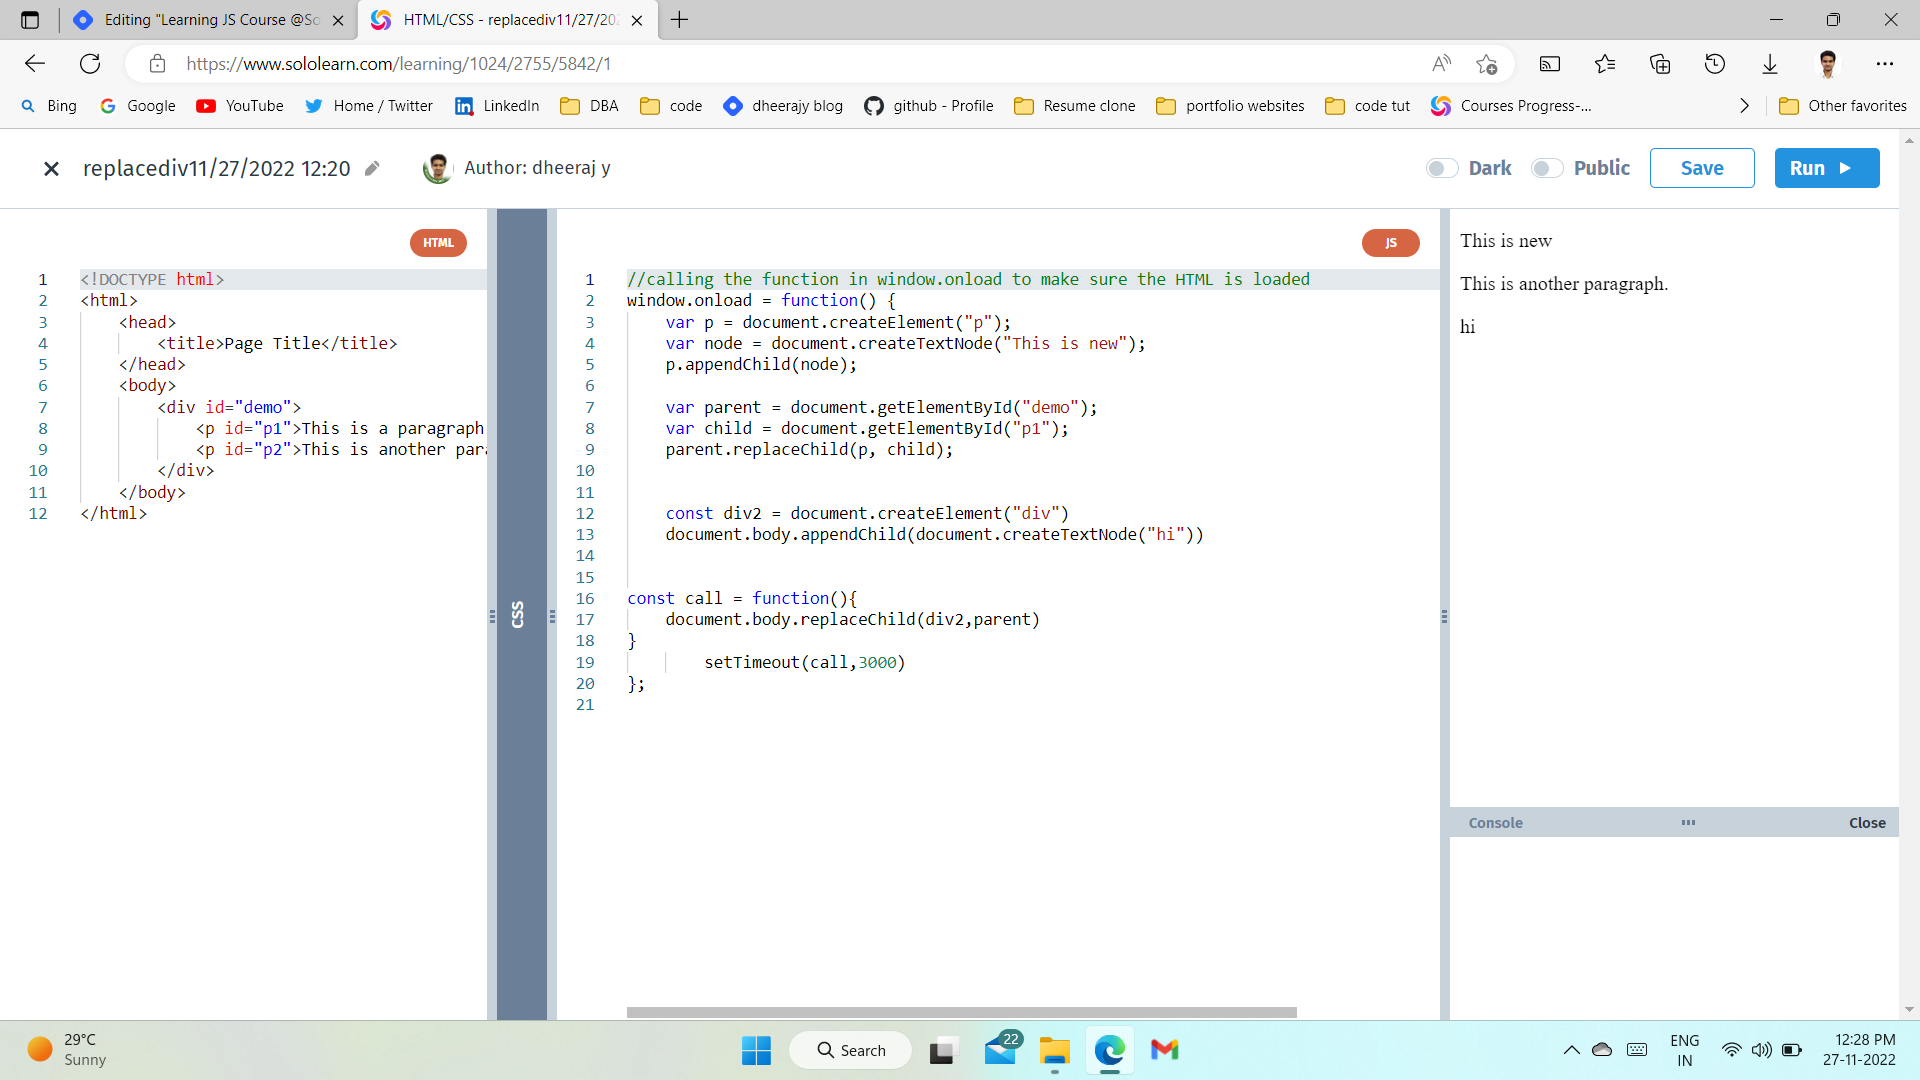 Editing "Learning JS Course @So
HTML/CSS - replacediv11/27/202
https://www.sololearn.com/learning/1024/2755/5842/1
Bing Google YouTube Home / Twitter LinkedIn DBA code dheerajy blog github - Profile Resume clone portfolio websites code tut Courses Progress-... Other favorites
replacediv11/27/2022 12:20 Author: dheeraj y Dark Public Save Run
HTML
1 <!DOCTYPE html>
2 <html>
3 <head>
4 <title>Page Title</title>
5 </head>
6 <body>
7 <div id="demo">
8 <p id="p1">This is a paragraph
9 <p id="p2">This is another par
10 </div>
11 </body>
12 </html>
CSS
JS
1 //calling the function in window.onload to make sure the HTML is loaded
2 window.onload = function() {
3 var p = document.createElement("p");
4 var node = document.createTextNode("This is new");
5 p.appendChild(node);
6
7 var parent = document.getElementById("demo");
8 var child = document.getElementById("p1");
9 parent.replaceChild(p, child);
10
11
12 const div2 = document.createElement("div")
13 document.body.appendChild(document.createTextNode("hi"))
14
15
16 const call = function(){
17 document.body.replaceChild(div2,parent)
18 }
19 setTimeout(call,3000)
20 };
21
This is new
This is another paragraph.
hi
Console Close
29°C
Sunny
Search
22
ENG
IN
12:28 PM
27-11-2022